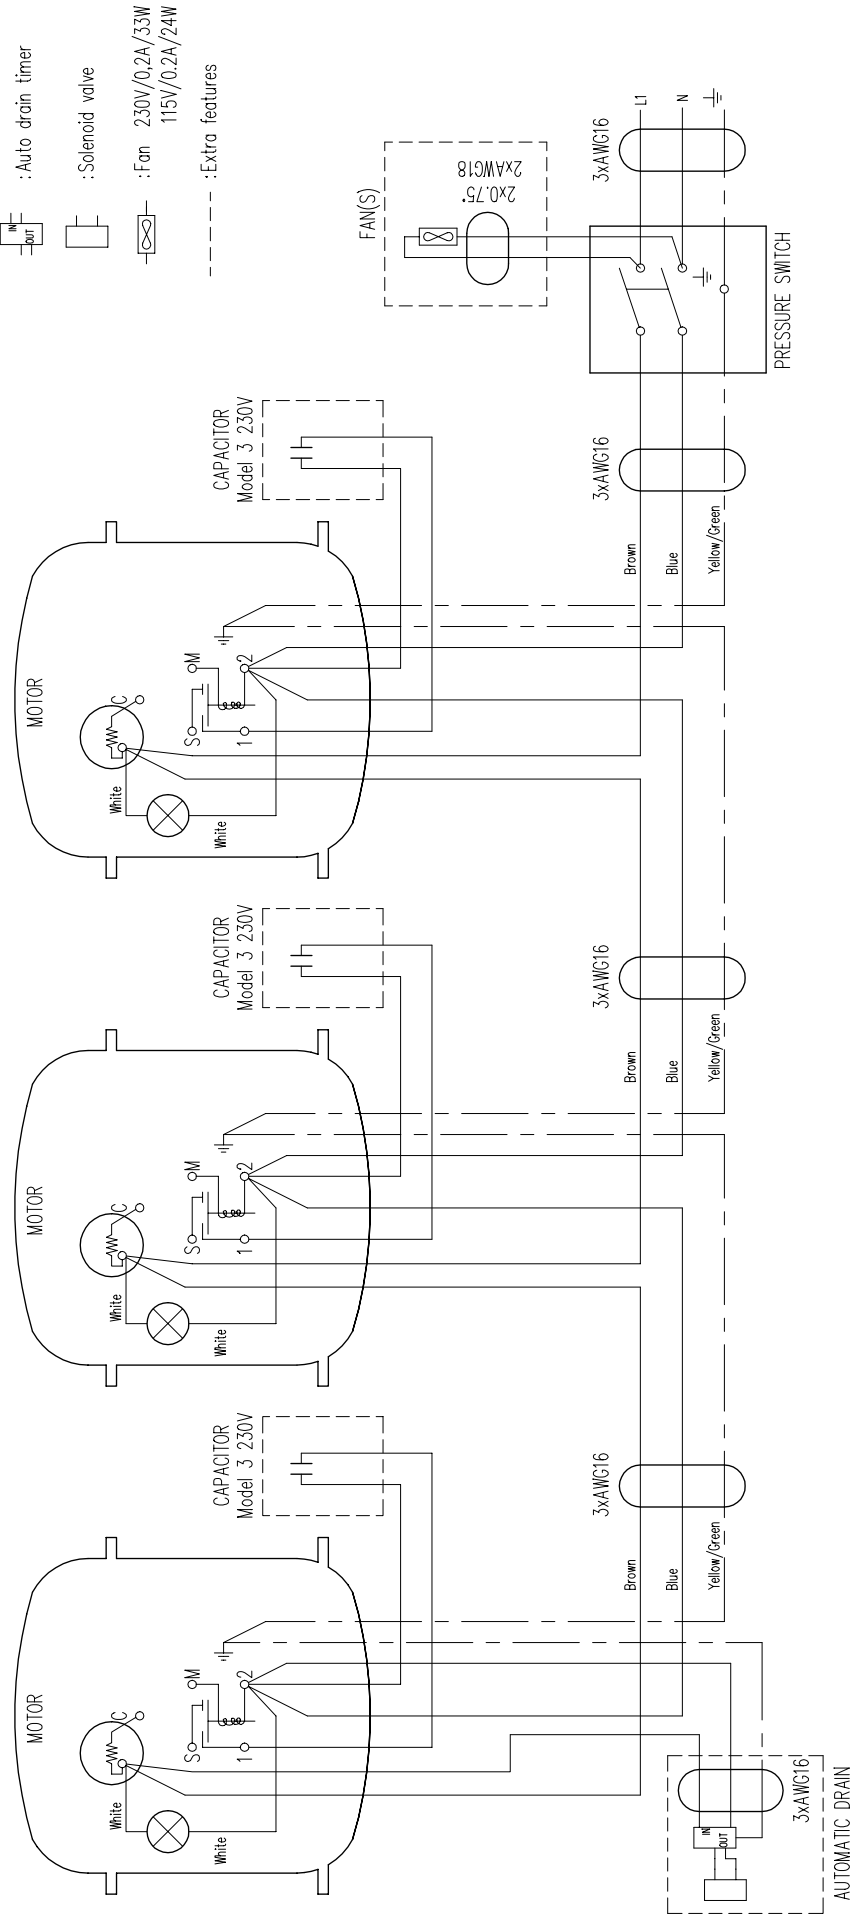 IN
OUT
:Auto drain timer
:Solenoid valve
:Fan 230V/0,2A/33W
115V/0.2A/24W
:Extra features
AUTOMATIC DRAIN
3xAWG16
IN
OUT
MOTOR
C
White
White
S
M
1
2
CAPACITOR
Model 3 230V
3xAWG16
Brown
Blue
Yellow/Green
MOTOR
C
White
White
S
M
1
2
CAPACITOR
Model 3 230V
3xAWG16
Brown
Blue
Yellow/Green
MOTOR
C
White
White
S
M
1
2
CAPACITOR
Model 3 230V
3xAWG16
Brown
Blue
Yellow/Green
FAN(S)
2x0.75"
2xAWG18
PRESSURE SWITCH
3xAWG16
L1
N